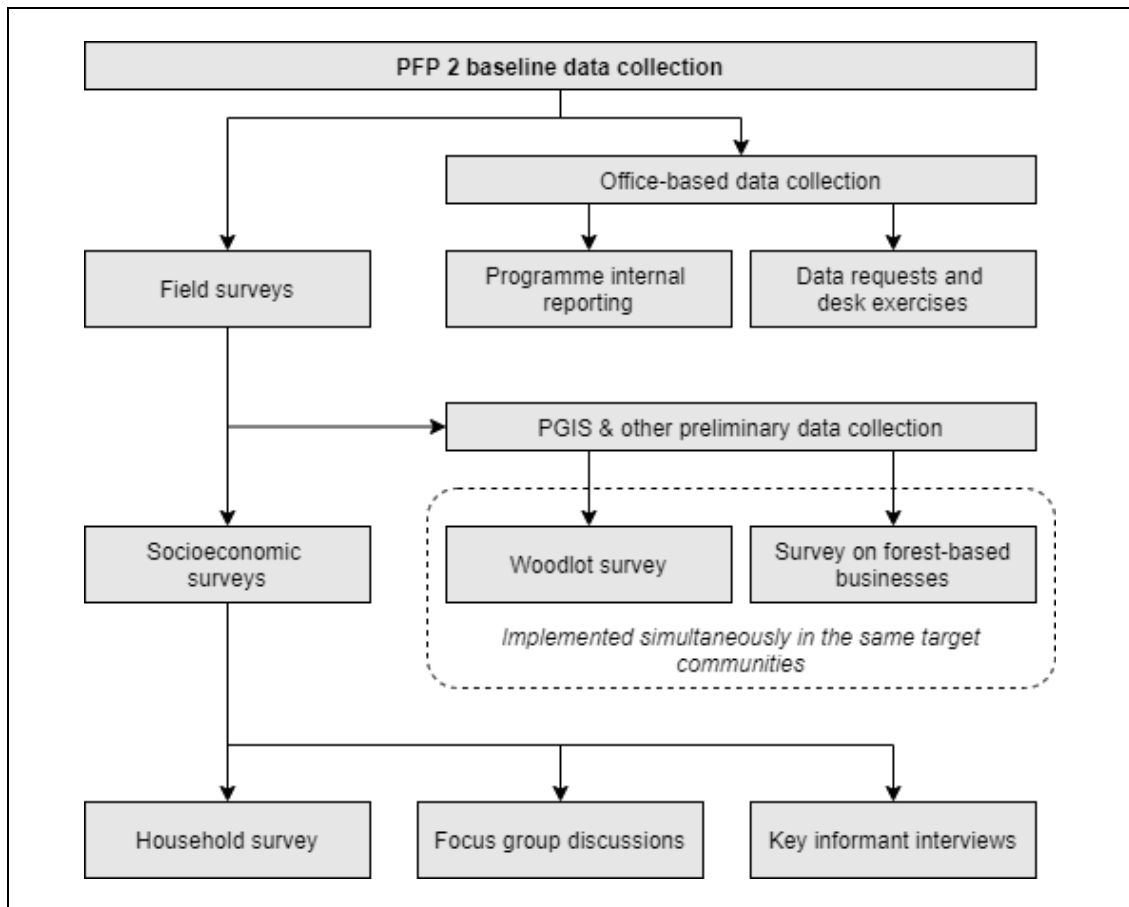 PFP 2 baseline data collection
Office-based data collection
Field surveys
Programme internal
reporting
Data requests and
desk exercises
PGIS & other preliminary data collection
Socioeconomic
surveys
Woodlot survey
Survey on forest-based
businesses
Implemented simultaneously in the same target
communities
Household survey
Focus group discussions
Key informant interviews